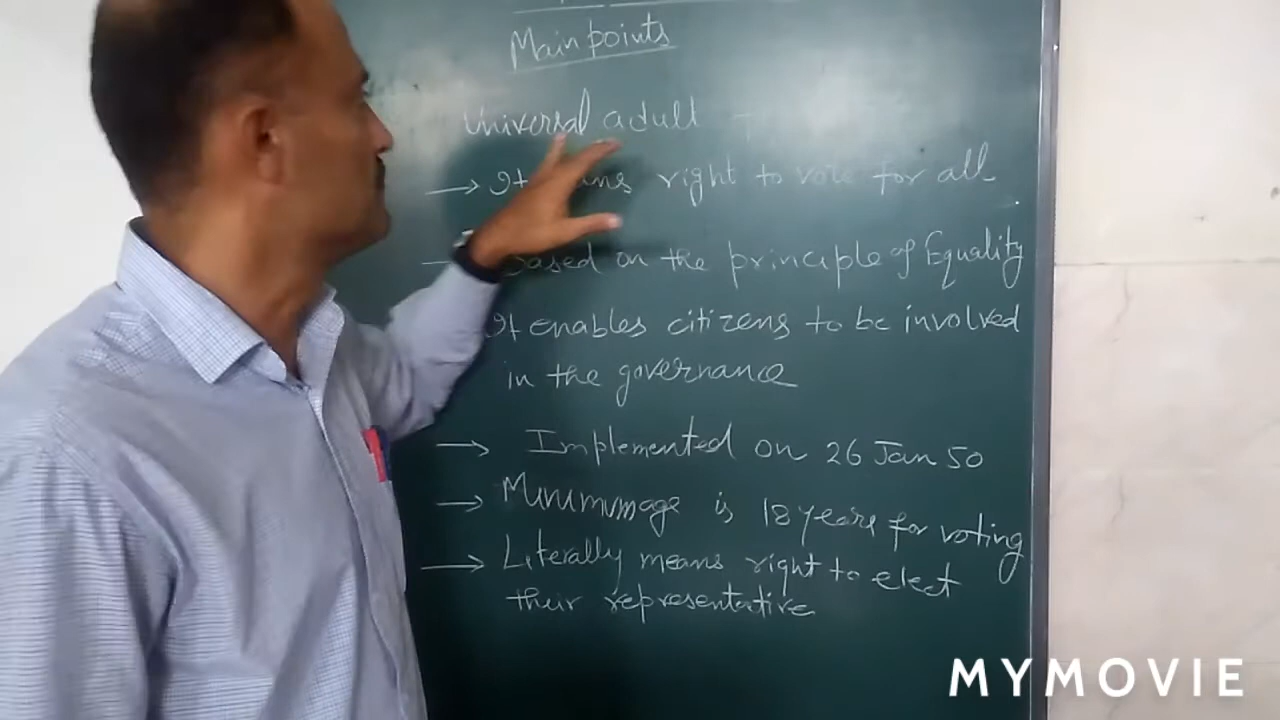 Main points
Universal adult
→ It means right to vote for all
based on the principle of Equality
It enables citizens to be involved
in the governance
→ Implemented on 26 Jan 50
→ Minimum age is 18 years for voting
→ Literally means right to elect
their representative
MYMOVIE